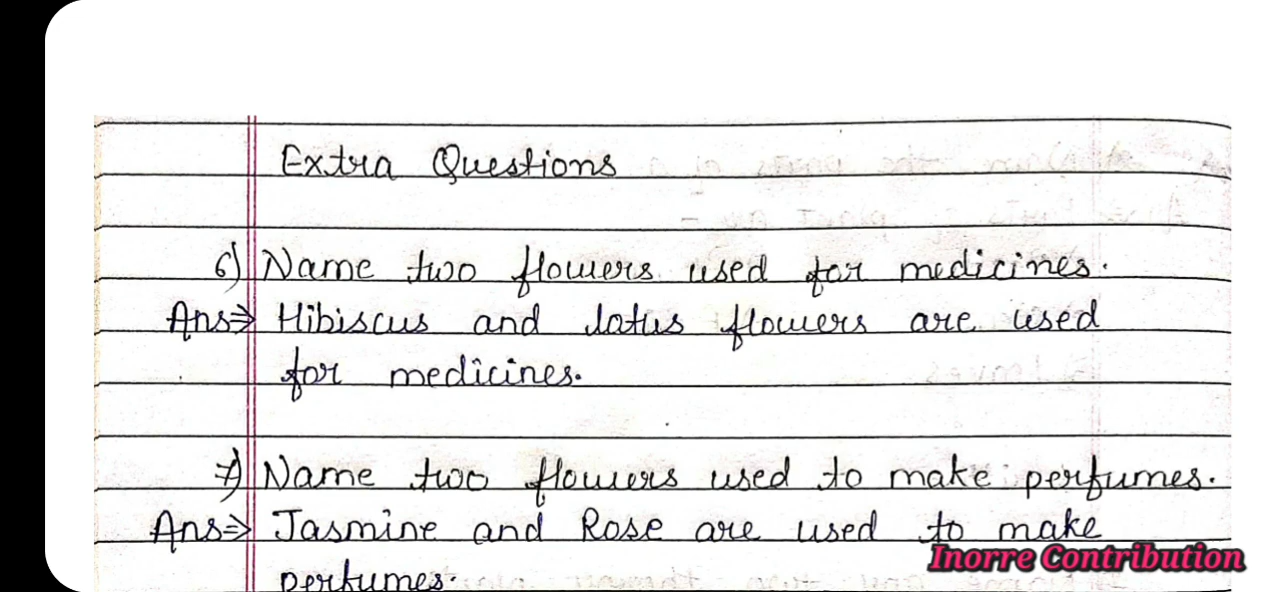 Extra Questions
6) Name two flowers used for medicines.
Ans⇒ Hibiscus and lotus flowers are used
for medicines.
7) Name two flowers used to make perfumes.
Ans⇒ Jasmine and Rose are used to make
perfumes.
Inorre Contribution